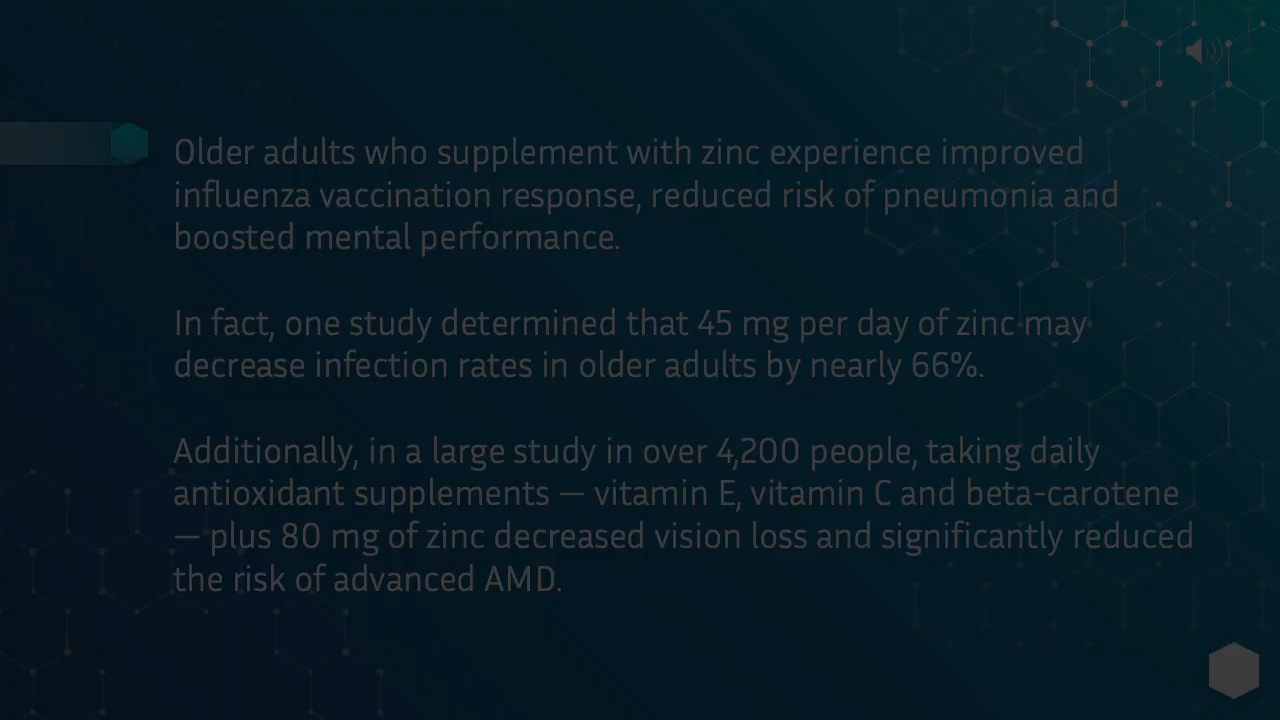 Older adults who supplement with zinc experience improved
influenza vaccination response, reduced risk of pneumonia and
boosted mental performance.
In fact, one study determined that 45 mg per day of zinc may
decrease infection rates in older adults by nearly 66%.
Additionally, in a large study in over 4,200 people, taking daily
antioxidant supplements — vitamin E, vitamin C and beta-carotene
— plus 80 mg of zinc decreased vision loss and significantly reduced
the risk of advanced AMD.